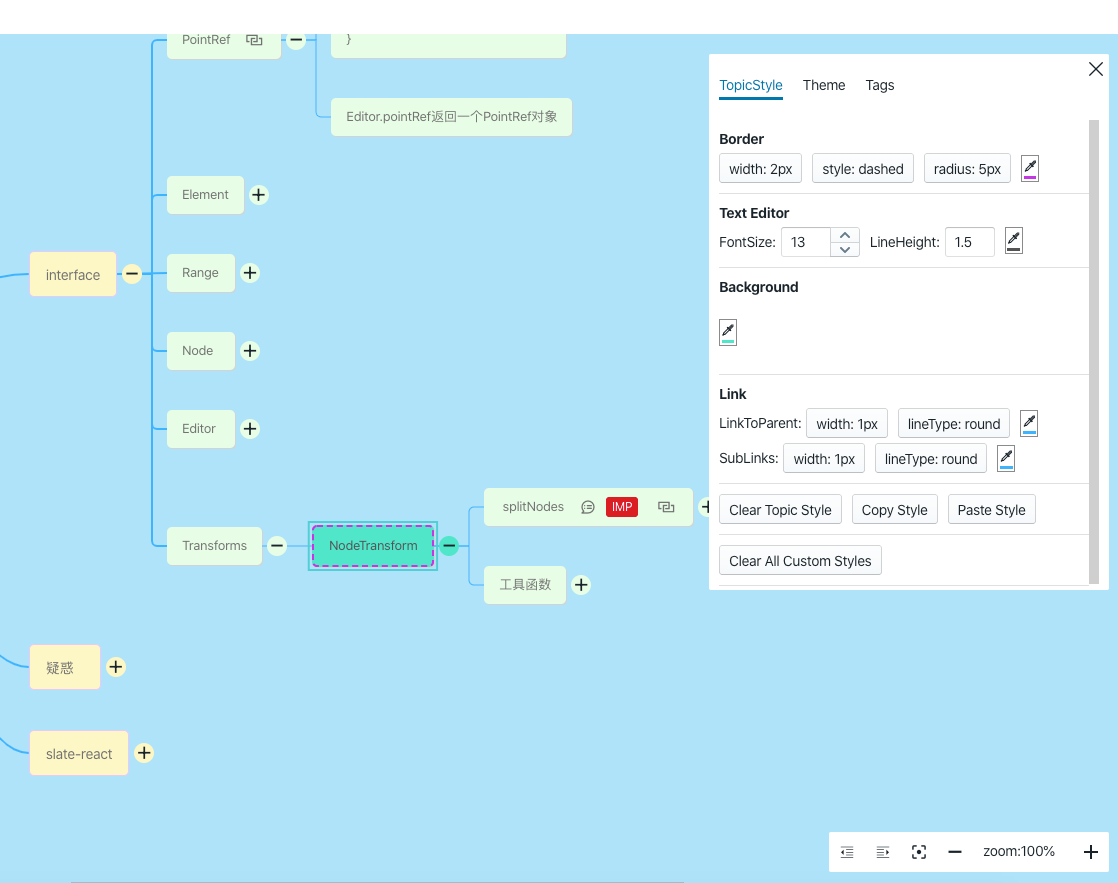 PointRef
}
Editor.pointRef返回一个PointRef对象
Element
interface
Range
Node
Editor
Transforms
NodeTransform
splitNodes IMP
工具函数
疑惑
slate-react
TopicStyle Theme Tags
Border
width: 2px style: dashed radius: 5px
Text Editor
FontSize: 13 LineHeight: 1.5
Background
Link
LinkToParent: width: 1px lineType: round
SubLinks: width: 1px lineType: round
Clear Topic Style Copy Style Paste Style
Clear All Custom Styles
zoom:100%